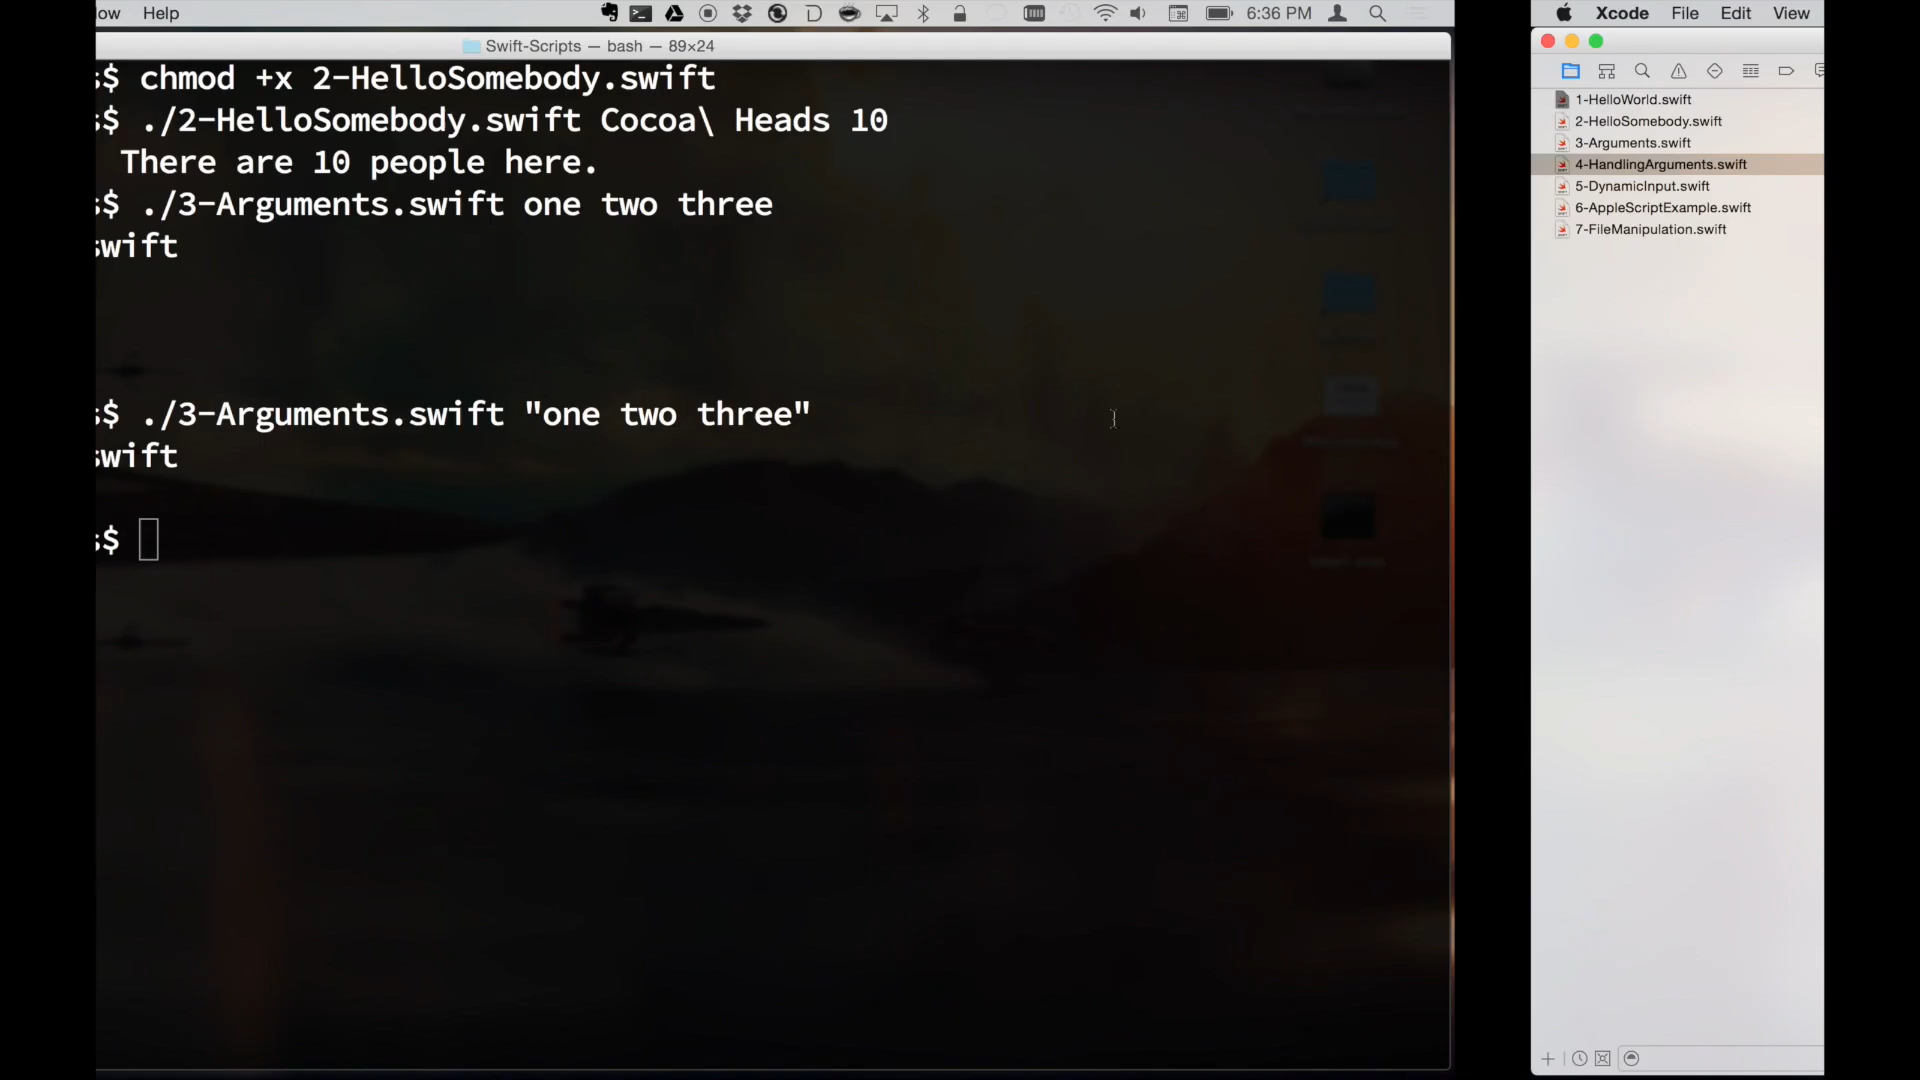 Help
6:36 PM
Swift-Scripts — bash — 89×24
$ chmod +x 2-HelloSomebody.swift
$ ./2-HelloSomebody.swift Cocoa\ Heads 10
There are 10 people here.
$ ./3-Arguments.swift one two three
swift
$ ./3-Arguments.swift "one two three"
swift
$
Xcode File Edit View
1-HelloWorld.swift
2-HelloSomebody.swift
3-Arguments.swift
4-HandlingArguments.swift
5-DynamicInput.swift
6-AppleScriptExample.swift
7-FileManipulation.swift